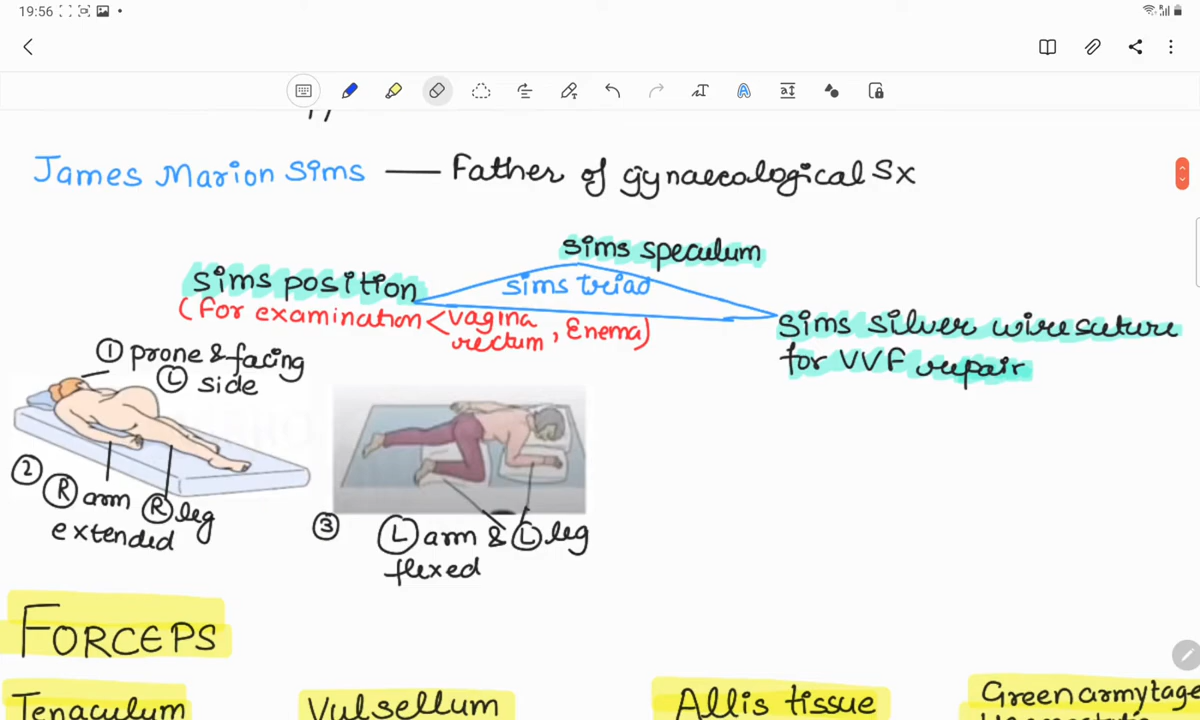 19:56
James Marion Sims — Father of gynaecological Sx
Sims speculum
Sims position
Sims triad
(for examination < vagina rectum, Enema)
Sims silver wire suture
for VVF repair
① prone & facing
Ⓛ side
② Ⓡ arm Ⓡ leg
extended
③ Ⓛ arm & Ⓛ leg
flexed
FORCEPS
Tenaculum Vulsellum Allis tissue Green armytage